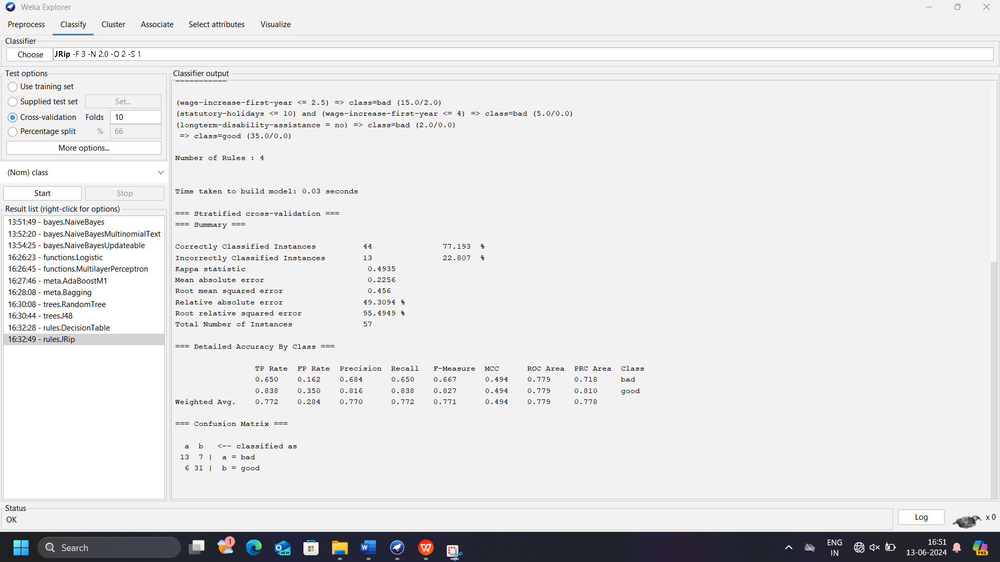 Weka Explorer
Preprocess Classify Cluster Associate Select attributes Visualize
Classifier
Choose JRip -F 3 -N 2.0 -O 2 -S 1
Test options
Use training set
Supplied test set Set...
Cross-validation Folds 10
Percentage split % 66
More options...
(Nom) class
Start Stop
Result list (right-click for options)
13:51:49 - bayes.NaiveBayes
13:52:20 - bayes.NaiveBayesMultinomialText
13:54:25 - bayes.NaiveBayesUpdateable
16:26:23 - functions.Logistic
16:26:45 - functions.MultilayerPerceptron
16:27:46 - meta.AdaBoostM1
16:28:08 - meta.Bagging
16:30:08 - trees.RandomTree
16:30:44 - trees.J48
16:32:28 - rules.DecisionTable
16:32:49 - rules.JRip
Classifier output
===========
(wage-increase-first-year <= 2.5) => class=bad (15.0/2.0)
(statutory-holidays <= 10) and (wage-increase-first-year <= 4) => class=bad (5.0/0.0)
(longterm-disability-assistance = no) => class=bad (2.0/0.0)
=> class=good (35.0/0.0)
Number of Rules : 4
Time taken to build model: 0.03 seconds
=== Stratified cross-validation ===
=== Summary ===
Correctly Classified Instances 44 77.193 %
Incorrectly Classified Instances 13 22.807 %
Kappa statistic 0.4935
Mean absolute error 0.2256
Root mean squared error 0.456
Relative absolute error 49.3094 %
Root relative squared error 95.4949 %
Total Number of Instances 57
=== Detailed Accuracy By Class ===
TP Rate FP Rate Precision Recall F-Measure MCC ROC Area PRC Area Class
0.650 0.162 0.684 0.650 0.667 0.494 0.779 0.718 bad
0.838 0.350 0.816 0.838 0.827 0.494 0.779 0.810 good
Weighted Avg. 0.772 0.284 0.770 0.772 0.771 0.494 0.779 0.778
=== Confusion Matrix ===
a b <-- classified as
13 7 | a = bad
6 31 | b = good
Status
OK
Log
x 0
Search
1
NEW
W
W
ENG
IN
16:51
13-06-2024
PRE